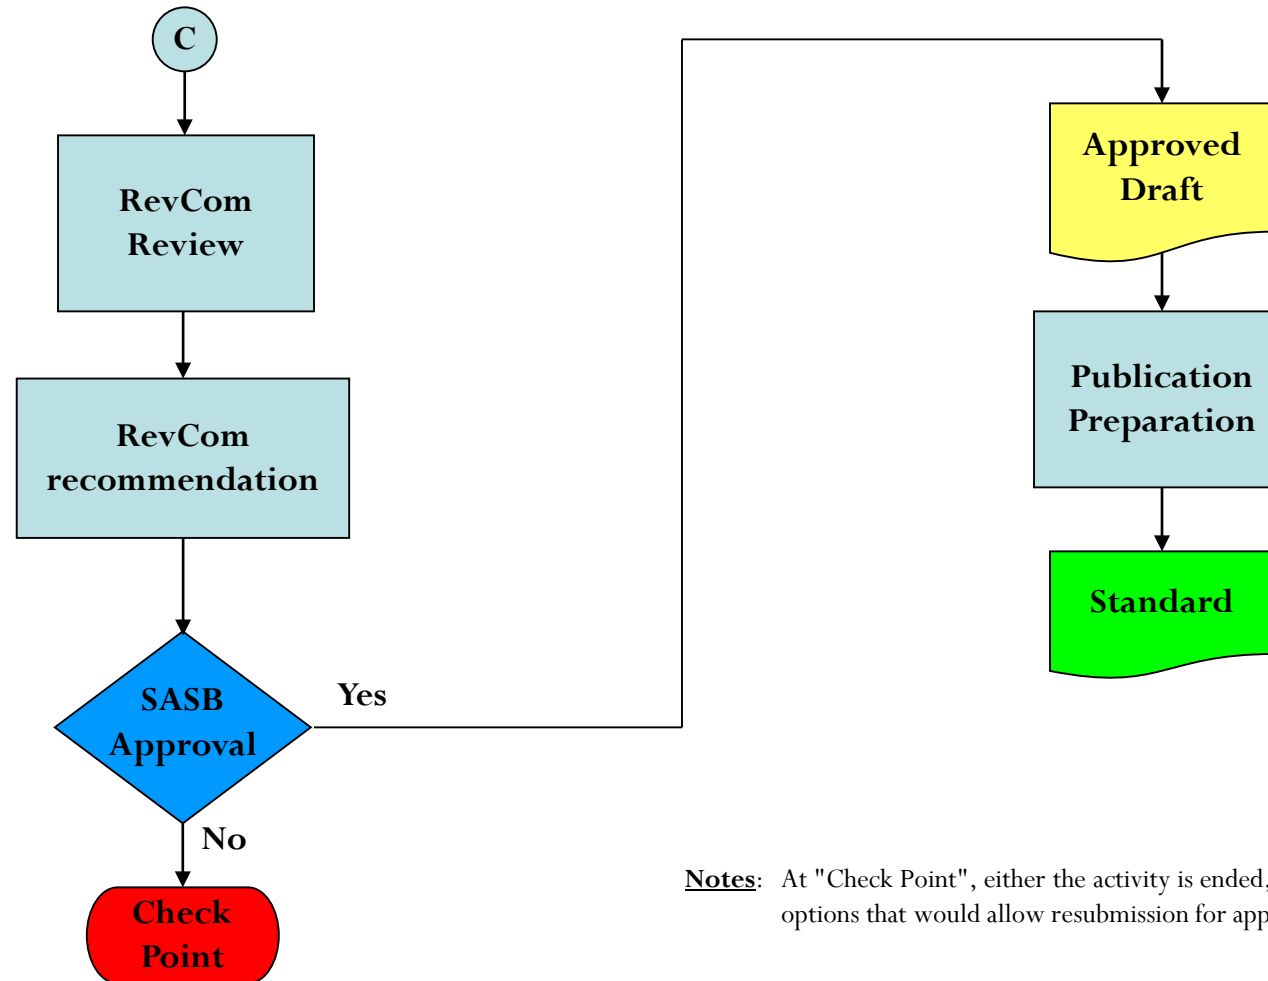 C
RevCom
Review
RevCom
recommendation
SASB
Approval
Yes
No
Check
Point
Approved
Draft
Publication
Preparation
Standard
Notes: At "Check Point", either the activity is ended,
options that would allow resubmission for app